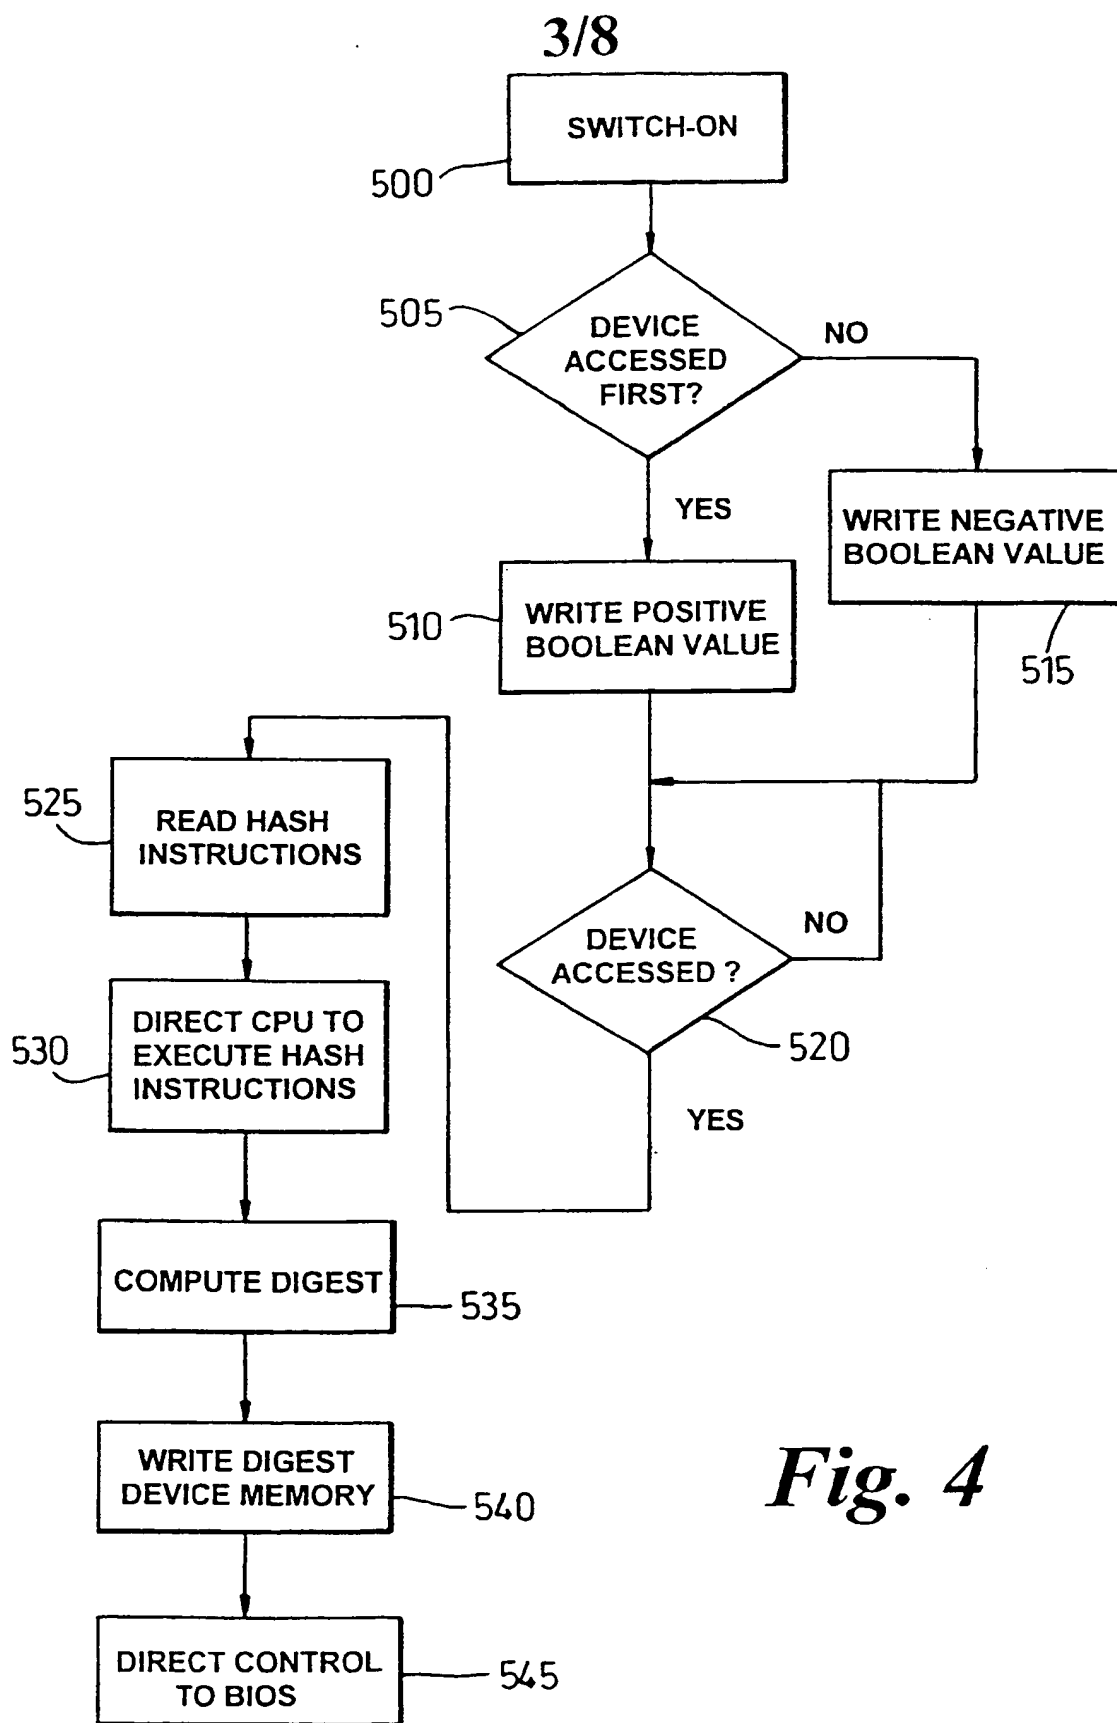 3/8
SWITCH-ON
500
505
DEVICE
ACCESSED
FIRST?
NO
YES
WRITE NEGATIVE
BOOLEAN VALUE
515
510
WRITE POSITIVE
BOOLEAN VALUE
525
READ HASH
INSTRUCTIONS
DEVICE
ACCESSED ?
NO
520
YES
530
DIRECT CPU TO
EXECUTE HASH
INSTRUCTIONS
COMPUTE DIGEST
535
WRITE DIGEST
DEVICE MEMORY
540
DIRECT CONTROL
TO BIOS
545
Fig. 4